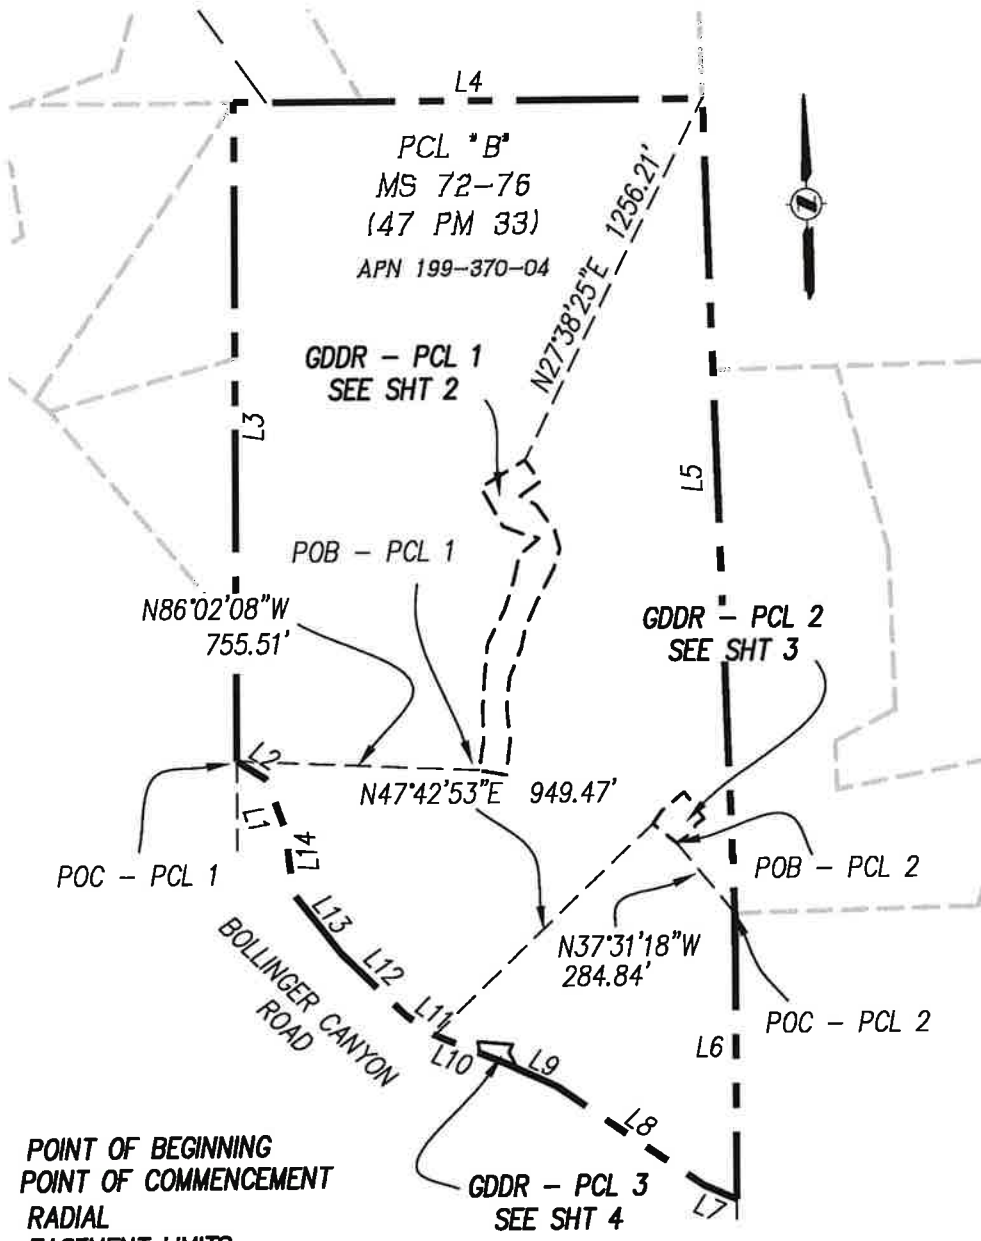 L4
PCL "B"
MS 72-76
(47 PM 33)
APN 199-370-04
N27°38'25"E 1256.21'
GDDR - PCL 1
SEE SHT 2
L3
L5
POB - PCL 1
N86°02'08"W
755.51'
GDDR - PCL 2
SEE SHT 3
L2
N47°42'53"E 949.47'
L1
L14
POC - PCL 1
POB - PCL 2
L13
N37°31'18"W
284.84'
L12
BOLLINGER CANYON
ROAD
L11
POC - PCL 2
L10
L9
L6
L8
POINT OF BEGINNING
POINT OF COMMENCEMENT
GDDR - PCL 3
SEE SHT 4
L7
RADIAL